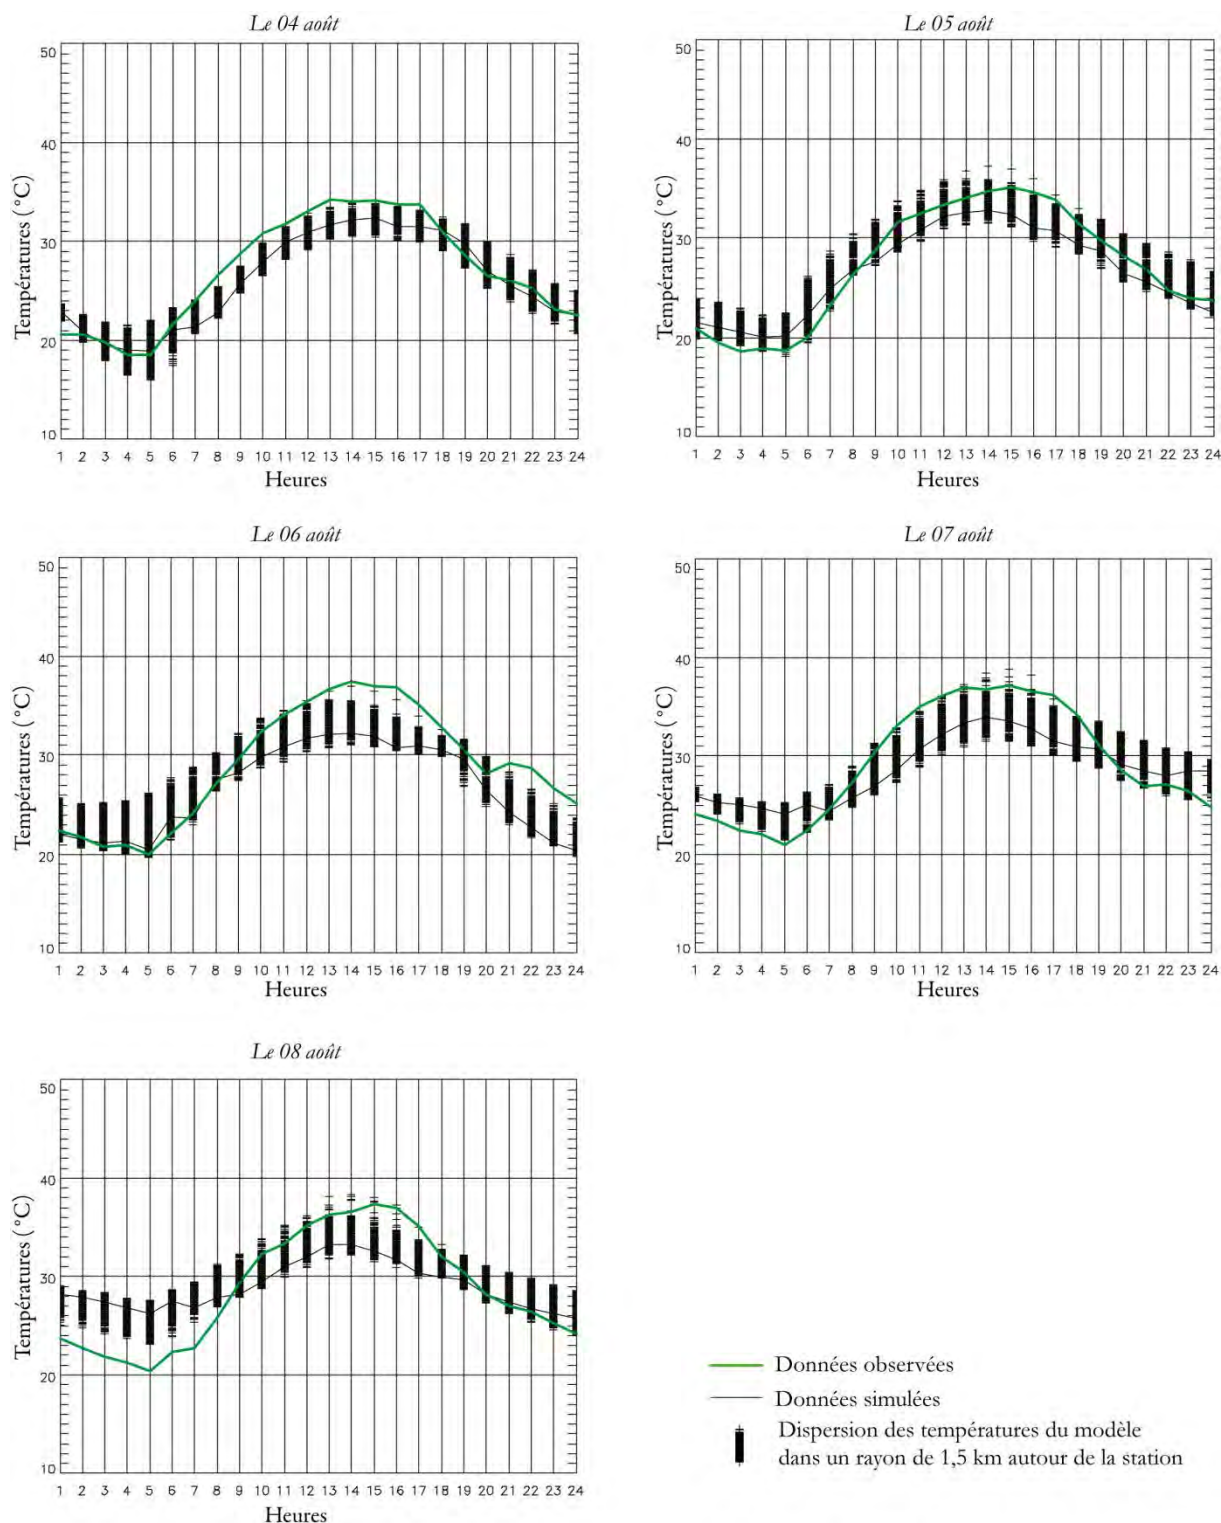 Le 04 août
50
40
30
20
10
Températures (°C)
1 2 3 4 5 6 7 8 9 10 11 12 13 14 15 16 17 18 19 20 21 22 23 24
Heures
Le 05 août
50
40
30
20
10
Températures (°C)
1 2 3 4 5 6 7 8 9 10 11 12 13 14 15 16 17 18 19 20 21 22 23 24
Heures
Le 06 août
50
40
30
20
10
Températures (°C)
1 2 3 4 5 6 7 8 9 10 11 12 13 14 15 16 17 18 19 20 21 22 23 24
Heures
Le 07 août
50
40
30
20
10
Températures (°C)
1 2 3 4 5 6 7 8 9 10 11 12 13 14 15 16 17 18 19 20 21 22 23 24
Heures
Le 08 août
50
40
30
20
10
Températures (°C)
1 2 3 4 5 6 7 8 9 10 11 12 13 14 15 16 17 18 19 20 21 22 23 24
Heures
Données observées
Données simulées
Dispersion des températures du modèle
dans un rayon de 1,5 km autour de la station